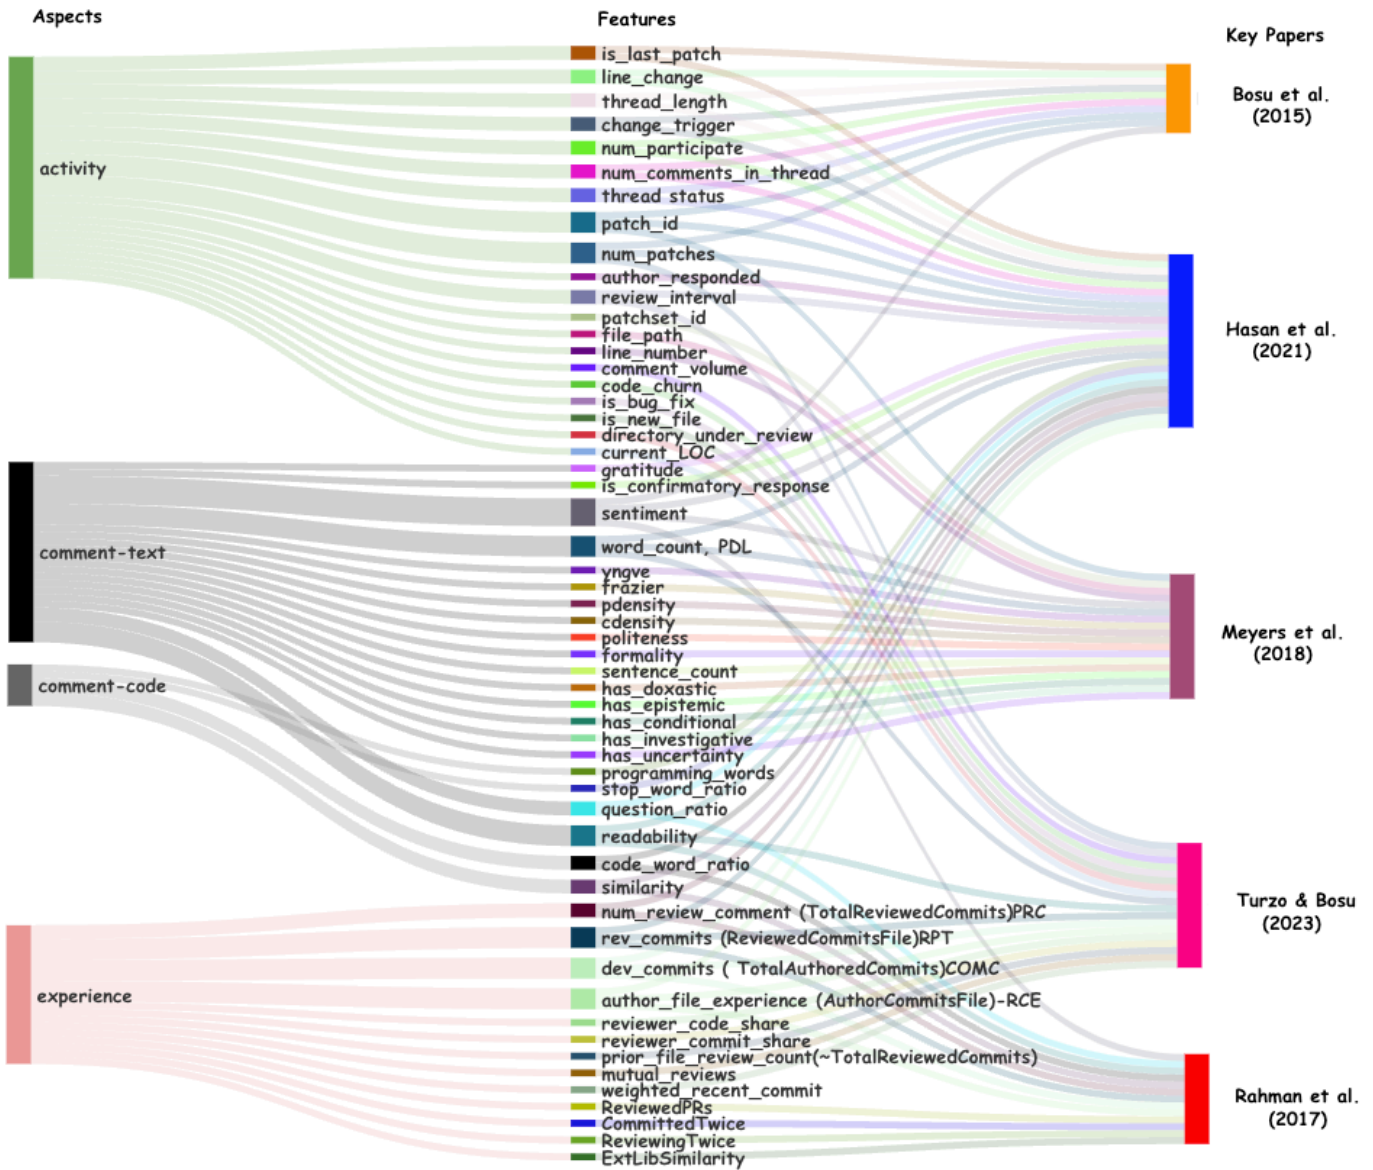 Aspects
Features
Key Papers
activity
comment-text
comment-code
experience
is_last_patch
line_change
thread_length
change_trigger
num_participate
num_comments_in_thread
thread status
patch_id
num_patches
author_responded
review_interval
patchset_id
file_path
line_number
comment_volume
code_churn
is_bug_fix
is_new_file
directory_under_review
current_LOC
gratitude
is_confirmatory_response
sentiment
word_count, PDL
yngve
frazier
pdensity
cdensity
politeness
formality
sentence_count
has_doxastic
has_epistemic
has_conditional
has_investigative
has_uncertainty
programming_words
stop_word_ratio
question_ratio
readability
code_word_ratio
similarity
num_review_comment (TotalReviewedCommits)PRC
rev_commits (ReviewedCommitsFile)RPT
dev_commits ( TotalAuthoredCommits)COMC
author_file_experience (AuthorCommitsFile)-RCE
reviewer_code_share
reviewer_commit_share
prior_file_review_count(~TotalReviewedCommits)
mutual_reviews
weighted_recent_commit
ReviewedPRs
CommittedTwice
ReviewingTwice
ExtLibSimilarity
Bosu et al.
(2015)
Hasan et al.
(2021)
Meyers et al.
(2018)
Turzo & Bosu
(2023)
Rahman et al.
(2017)